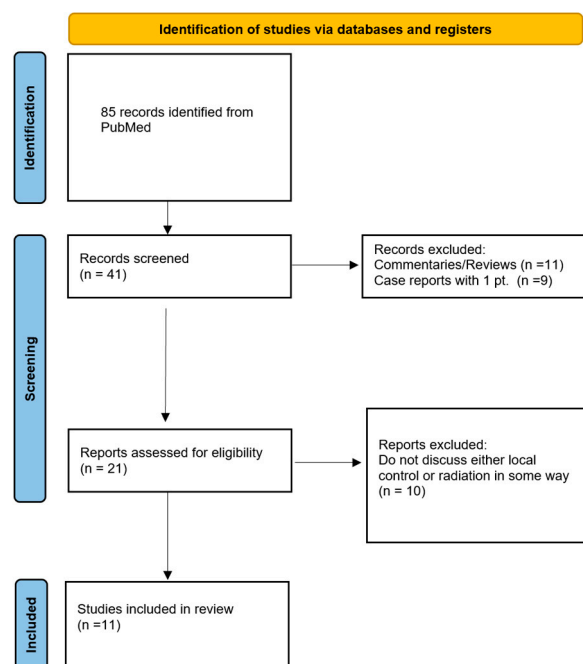 Identification of studies via databases and registers
Identification
85 records identified from
PubMed
Screening
Records screened
(n = 41)
Records excluded:
Commentaries/Reviews (n =11)
Case reports with 1 pt. (n =9)
Reports assessed for eligibility
(n = 21)
Reports excluded:
Do not discuss either local
control or radiation in some way
(n = 10)
Included
Studies included in review
(n =11)